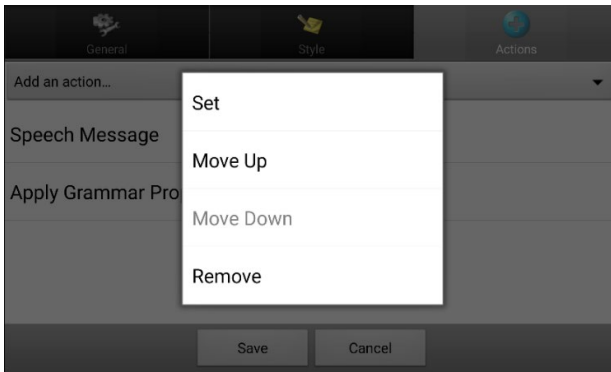 General
Style
Actions
Add an action...
Set
Speech Message
Move Up
Apply Grammar Pro
Move Down
Remove
Save
Cancel